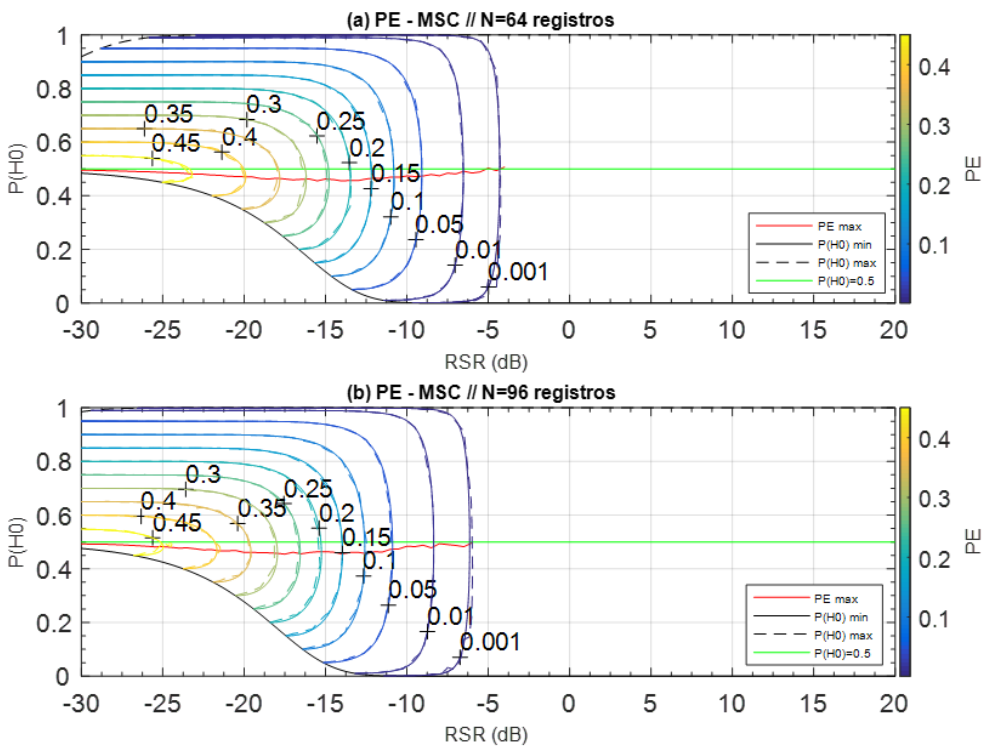 (a) PE - MSC // N=64 registros
1
0.8
0.6
0.4
0.2
0
P(H0)
0.35
0.3
0.25
0.45
0.4
0.2
0.15
0.1
0.05
0.01
0.001
PE max
P(H0) min
P(H0) max
P(H0)=0.5
0.4
0.3
0.2
0.1
PE
-30 -25 -20 -15 -10 -5 0 5 10 15 20
RSR (dB)
(b) PE - MSC // N=96 registros
1
0.8
0.6
0.4
0.2
0
P(H0)
0.3
0.25
0.4
0.35
0.2
0.45
0.15
0.1
0.05
0.01
0.001
PE max
P(H0) min
P(H0) max
P(H0)=0.5
0.4
0.3
0.2
0.1
PE
-30 -25 -20 -15 -10 -5 0 5 10 15 20
RSR (dB)